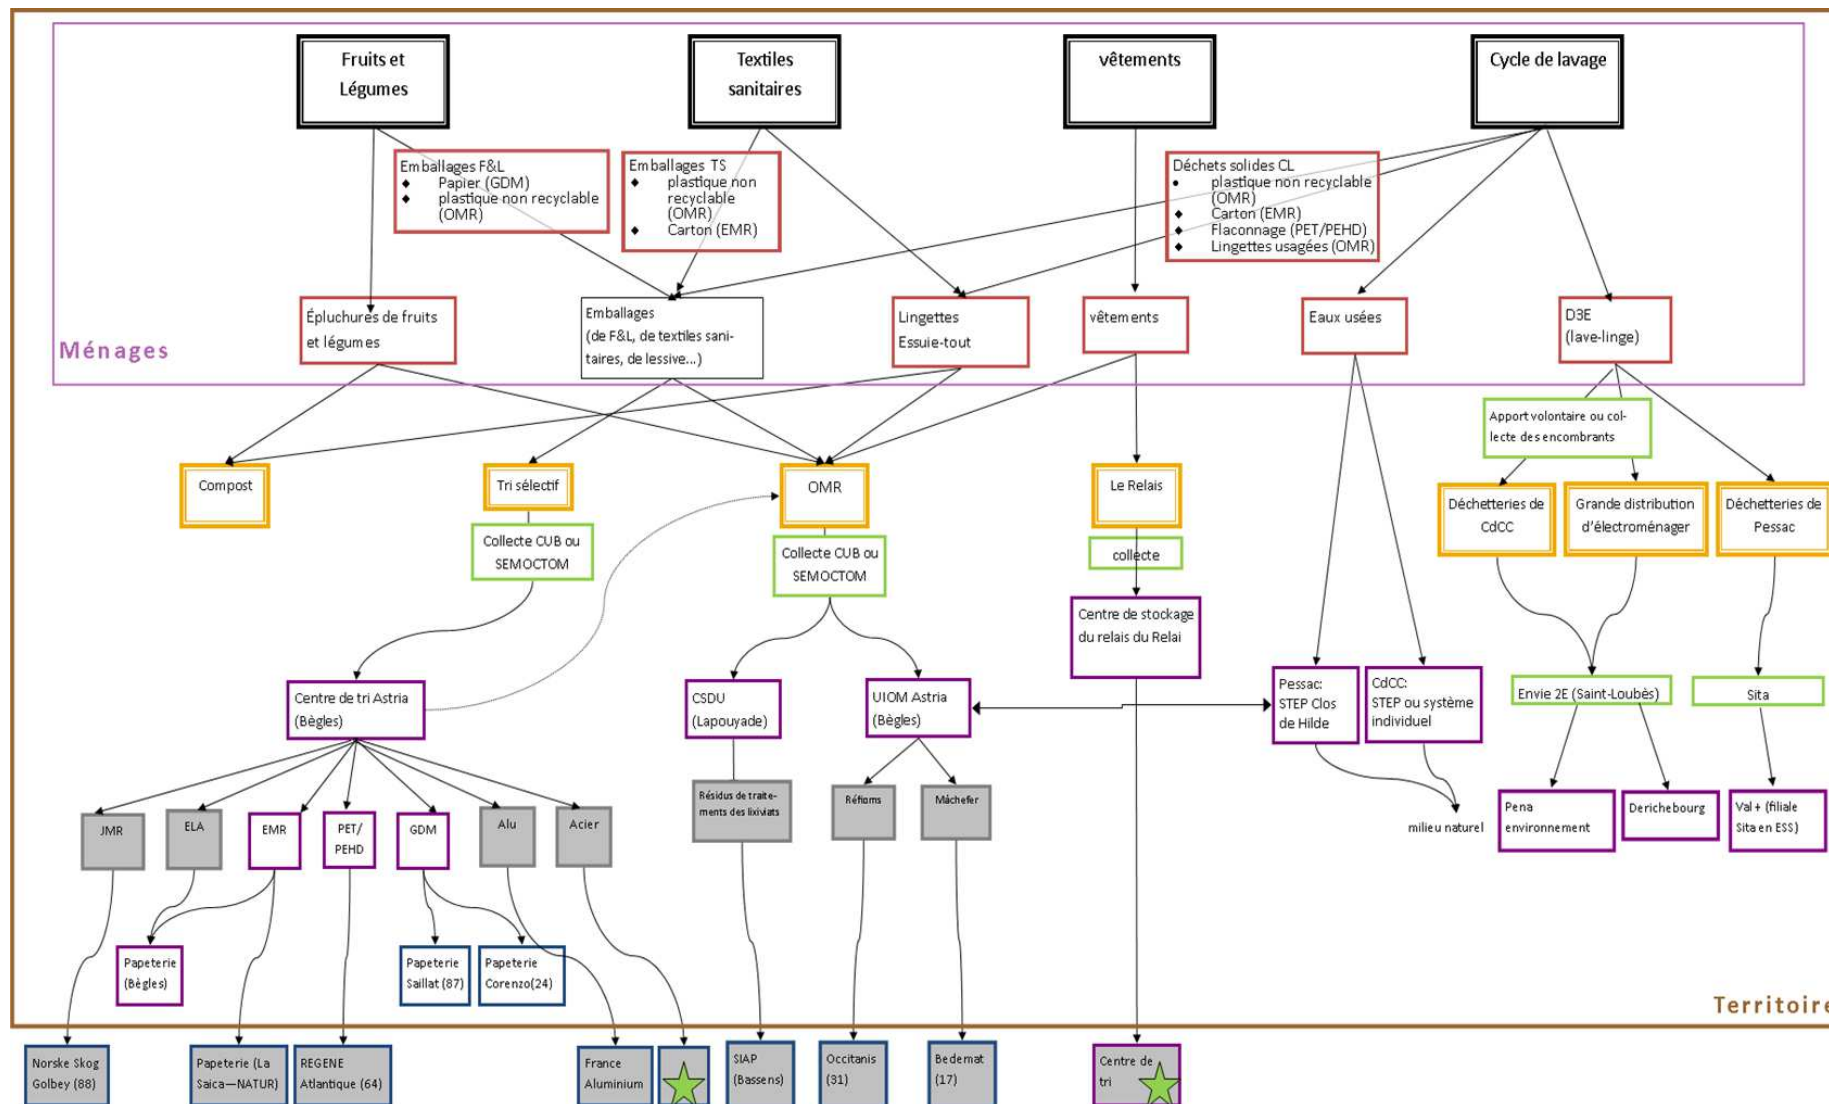 Fruits et
Légumes
Textiles
sanitaires
vêtements
Cycle de lavage
Emballages F&L
◆ Papier (GDM)
◆ plastique non recyclable
(OMR)
Emballages TS
◆ plastique non
recyclable
(OMR)
◆ Carton (EMR)
Déchets solides CL
• plastique non recyclable
(OMR)
◆ Carton (EMR)
◆ Flaconnage (PET/PEHD)
◆ Lingettes usagées (OMR)
Épluchures de fruits
et légumes
Emballages
(de F&L, de textiles sani-
taires, de lessive...)
Lingettes
Essuie-tout
vêtements
Eaux usées
D3E
(lave-linge)
Ménages
Apport volontaire ou col-
lecte des encombrants
Compost
Tri sélectif
OMR
Le Relais
Déchetteries de
CdCC
Grande distribution
d'électroménager
Déchetteries de
Pessac
Collecte CUB ou
SEMOCTOM
Collecte CUB ou
SEMOCTOM
collecte
Centre de stockage
du relais du Relai
Centre de tri Astria
(Bègles)
CSDU
(Lapouyade)
UIOM Astria
(Bègles)
Pessac:
STEP Clos
de Hilde
CdCC:
STEP ou système
individuel
Envie 2E (Saint-Loubès)
Sita
JMR
ELA
EMR
PET/
PEHD
GDM
Alu
Acier
Résidus de traite-
ments des lixiviats
Réfioms
Mâchefer
milieu naturel
Pena
environnement
Derichebourg
Val + (filiale
Sita en ESS)
Papeterie
(Bègles)
Papeterie
Saillat (87)
Papeterie
Corenzo(24)
Territoire
Norske Skog
Golbey (88)
Papeterie (La
Saica—NATUR)
REGENE
Atlantique (64)
France
Aluminium
SIAP
(Bassens)
Occitanis
(31)
Bedemat
(17)
Centre de
tri